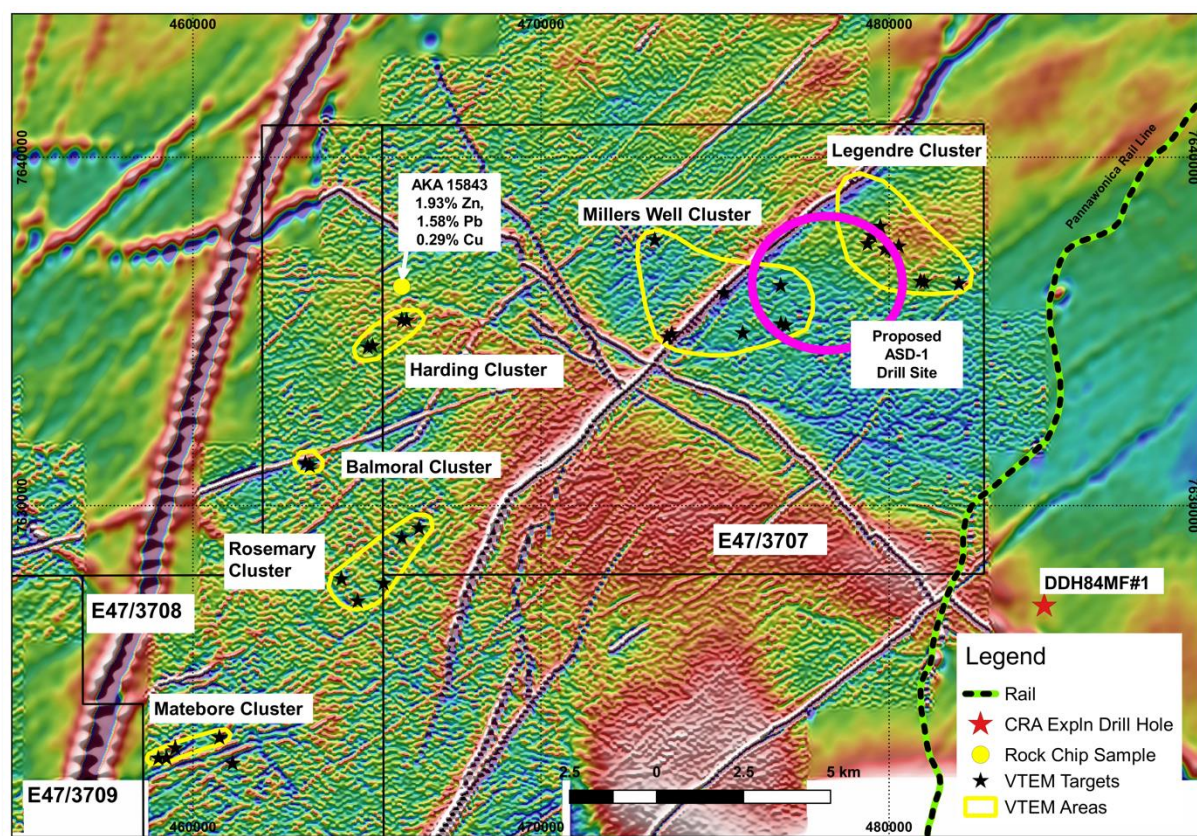 460000
470000
480000
7640000
7640000
Legendre Cluster
Pannawonica Rail Line
AKA 15843
1.93% Zn,
1.58% Pb
0.29% Cu
Millers Well Cluster
Proposed
ASD-1
Drill Site
Harding Cluster
Balmoral Cluster
7630000
7630000
Rosemary
Cluster
E47/3707
E47/3708
DDH84MF#1
Matebore Cluster
E47/3709
2.5
0
2.5
5 km
460000
470000
480000
Legend
Rail
CRA Expln Drill Hole
Rock Chip Sample
VTEM Targets
VTEM Areas